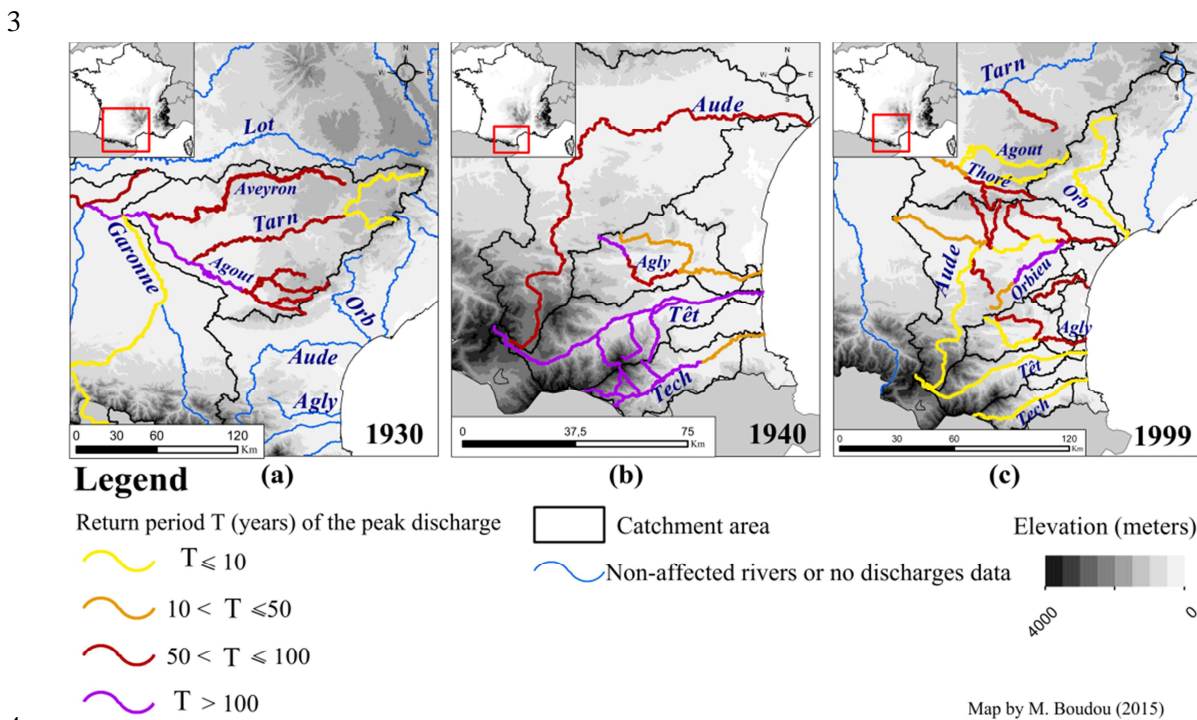 3
N
W E
S
Lot
Aveyron
Tarn
Garonne
Agout
Orb
Aude
Agly
0 30 60 120
Km
1930
N
W E
S
Aude
Agly
Têt
Tech
0 37,5 75
Km
1940
Tarn
S
Agout
Thoré
Orb
Aude
Orbieu
Agly
Têt
Tech
0 30 60 120
Km
1999
(a) (b) (c)
Legend
Return period T (years) of the peak discharge
T ⩽ 10
10 < T ⩽50
50 < T ⩽ 100
T > 100
Catchment area
Non-affected rivers or no discharges data
Elevation (meters)
4000 0
Map by M. Boudou (2015)